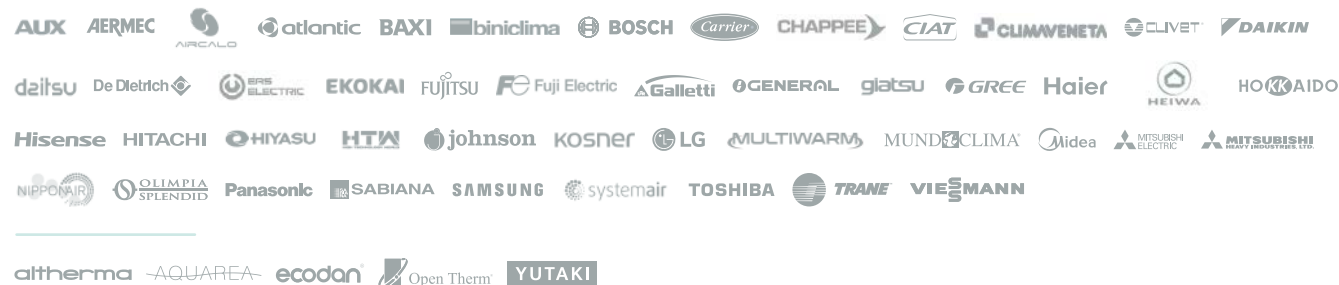 AUX AERMEC AIRCALO atlantic BAXI biniclima BOSCH Carrier CHAPPEE CIAT CLIMAVENETA CLIVET DAIKIN
daitsu De Dietrich ERS ELECTRIC EKOKAI FUJITSU Fe Fuji Electric Galletti GENERAL giatsu GREE Haier HEIWA HOKKAIDO
Hisense HITACHI HIYASU HTW johnson KOSNER LG MULTIWARM MUNDOCLIMA Midea MITSUBISHI ELECTRIC MITSUBISHI HEAVY INDUSTRIES, LTD.
NIPPONAIR OLIMPIA SPLENDID Panasonic SABIANA SAMSUNG systemair TOSHIBA TRANE VIESSMANN
altherma AQUAREA ecodan Open Therm YUTAKI